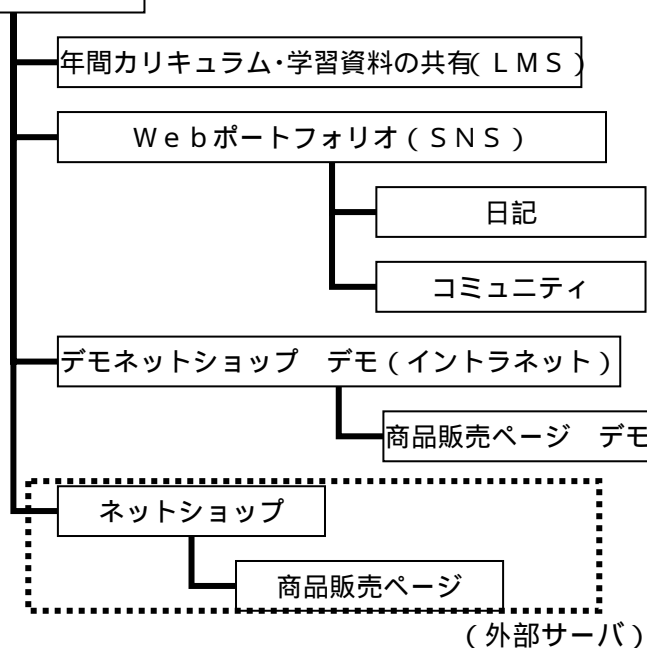 年間カリキュラム・学習資料の共有（ＬＭＳ）
Ｗｅｂポートフォリオ（ＳＮＳ）
日記
コミュニティ
デモネットショップ　デモ（イントラネット）
商品販売ページ　デモ
ネットショップ
商品販売ページ
（外部サーバ）